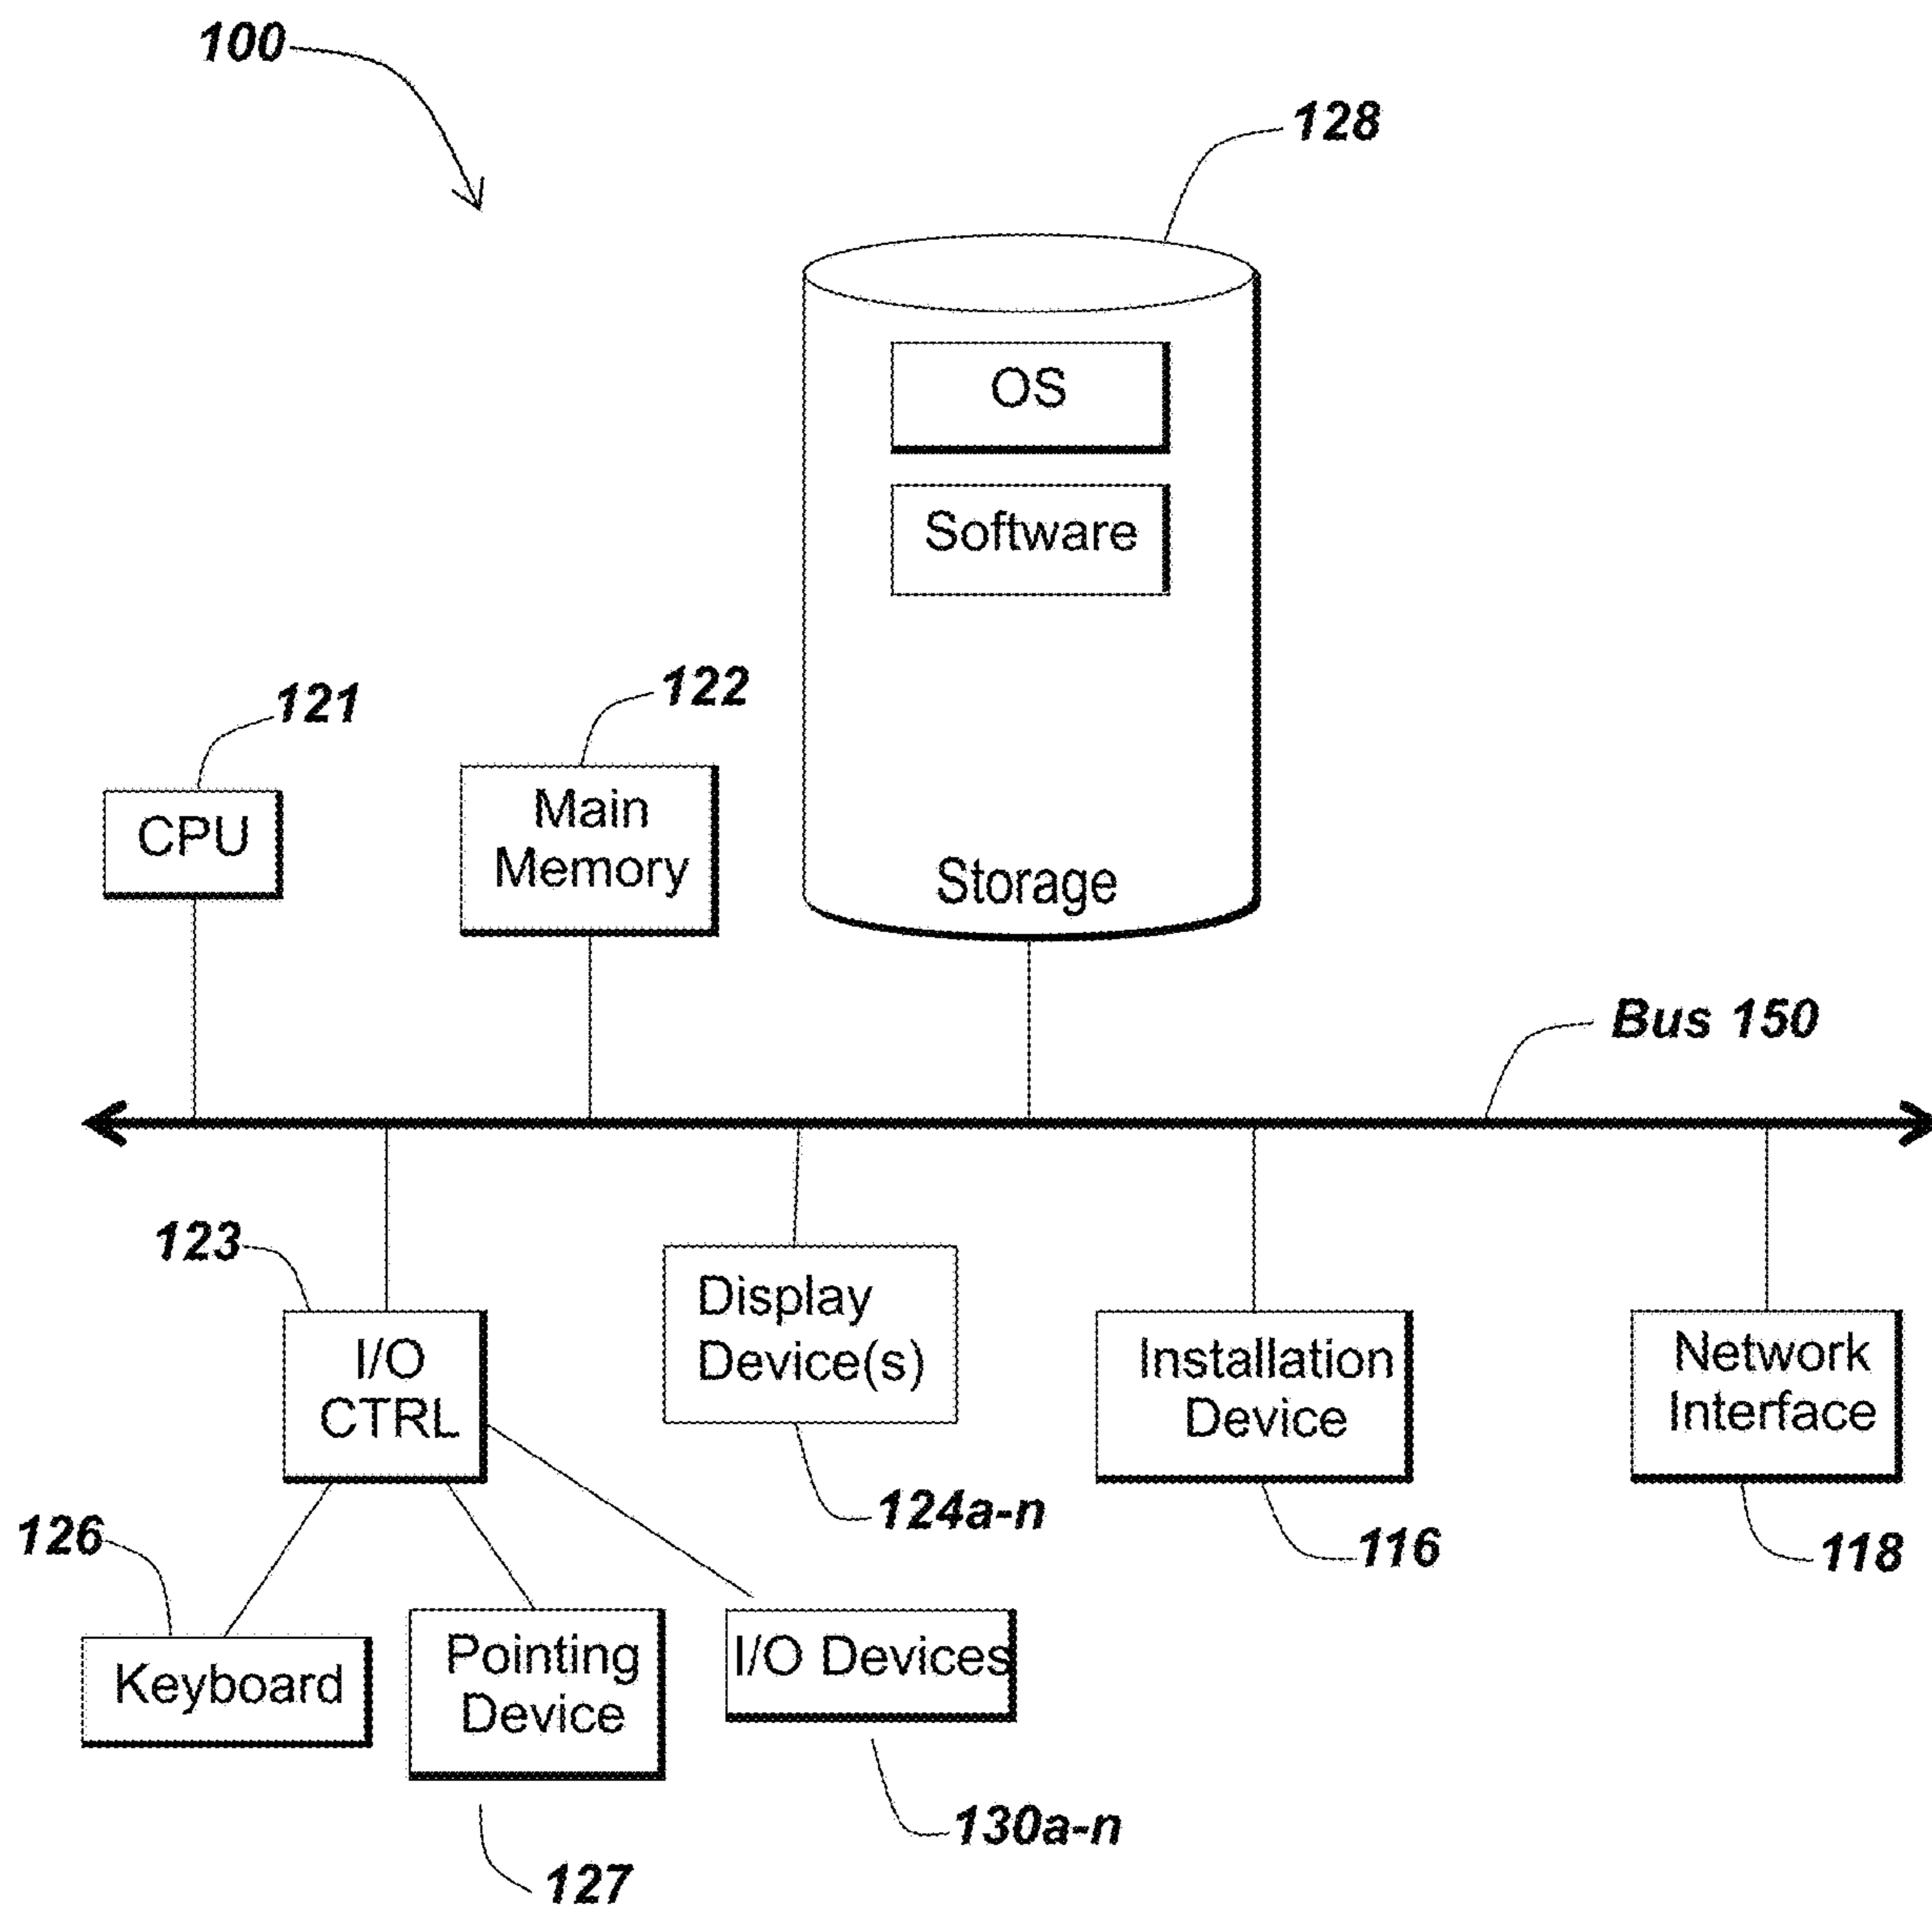 100
128
OS
Software
121
122
CPU
Main
Memory
Storage
Bus 150
123
Display
Device(s)
I/O
CTRL
Installation
Device
Network
Interface
124a-n
126
116
118
Keyboard
Pointing
Device
I/O Devices
130a-n
127